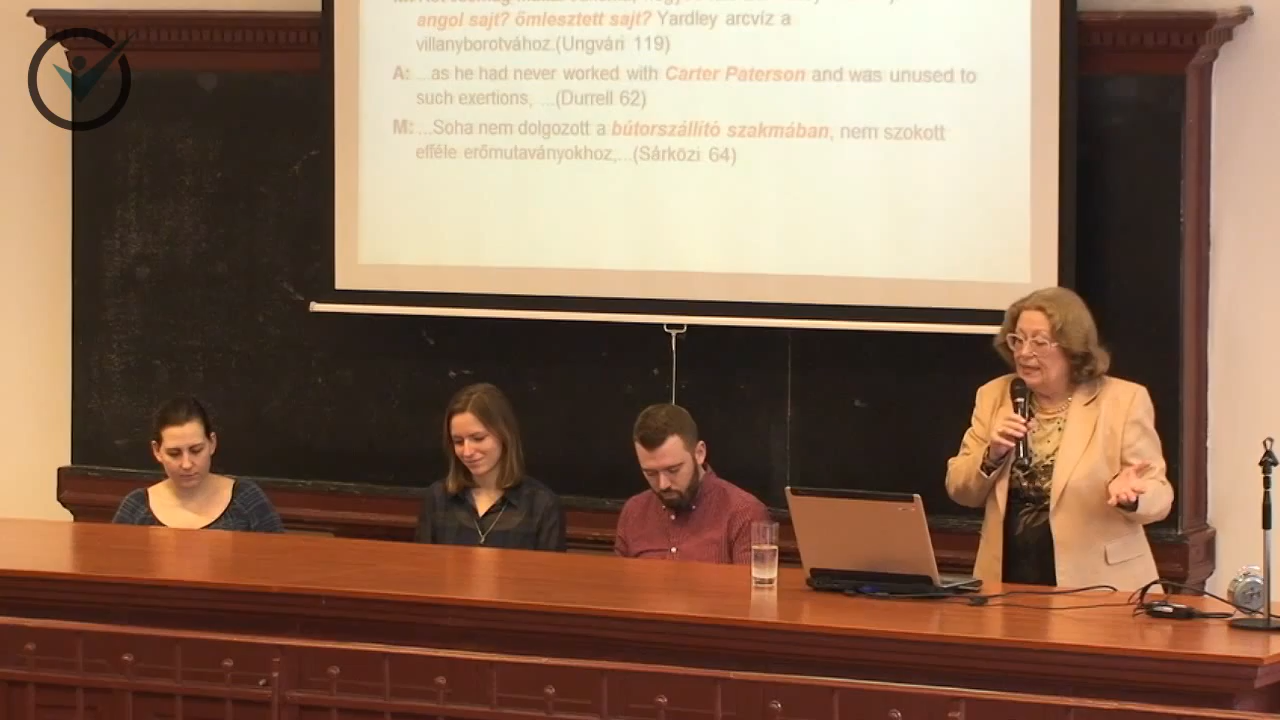 angol sajt? ömlesztett sajt? Yardley arcvíz a
villanyborotvához.(Ungvári 119)
A: ...as he had never worked with Carter Paterson and was unused to
such exertions, ...(Durrell 62)
M: ...Soha nem dolgozott a bútorszállító szakmában, nem szokott
efféle erőmutaványokhoz,...(Sárközi 64)